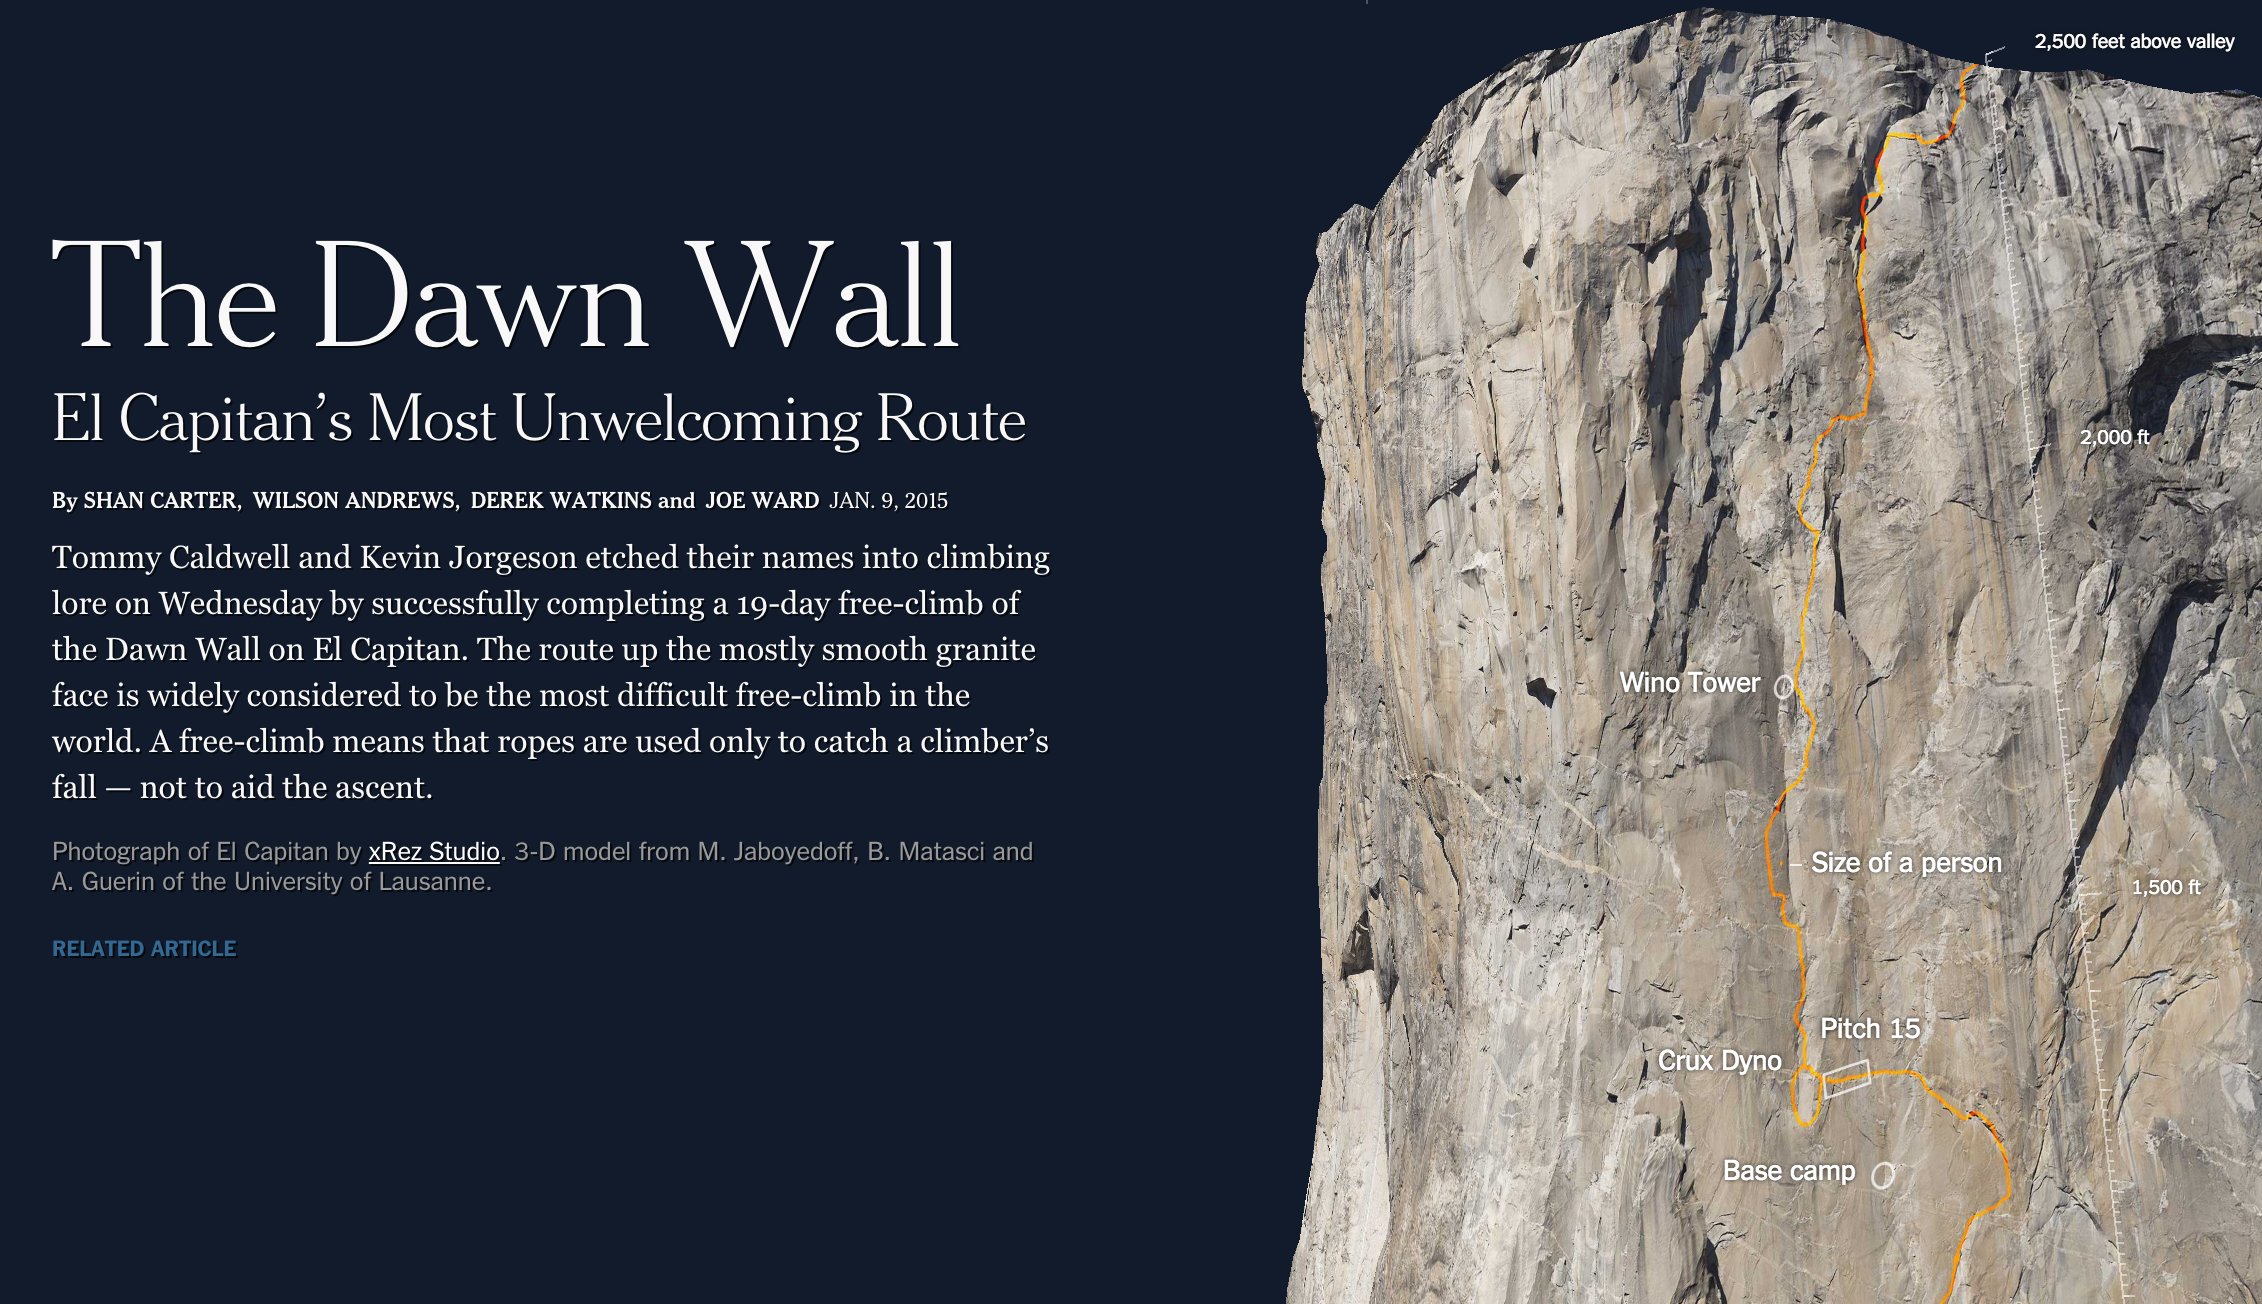 The Dawn Wall
El Capitan’s Most Unwelcoming Route
By SHAN CARTER, WILSON ANDREWS, DEREK WATKINS and JOE WARD JAN. 9, 2015
Tommy Caldwell and Kevin Jorgeson etched their names into climbing
lore on Wednesday by successfully completing a 19-day free-climb of
the Dawn Wall on El Capitan. The route up the mostly smooth granite
face is widely considered to be the most difficult free-climb in the
world. A free-climb means that ropes are used only to catch a climber’s
fall — not to aid the ascent.
Photograph of El Capitan by xRez Studio. 3-D model from M. Jaboyedoff, B. Matasci and
A. Guerin of the University of Lausanne.
RELATED ARTICLE
2,500 feet above valley
2,000 ft
Wino Tower
Size of a person
1,500 ft
Pitch 15
Crux Dyno
Base camp